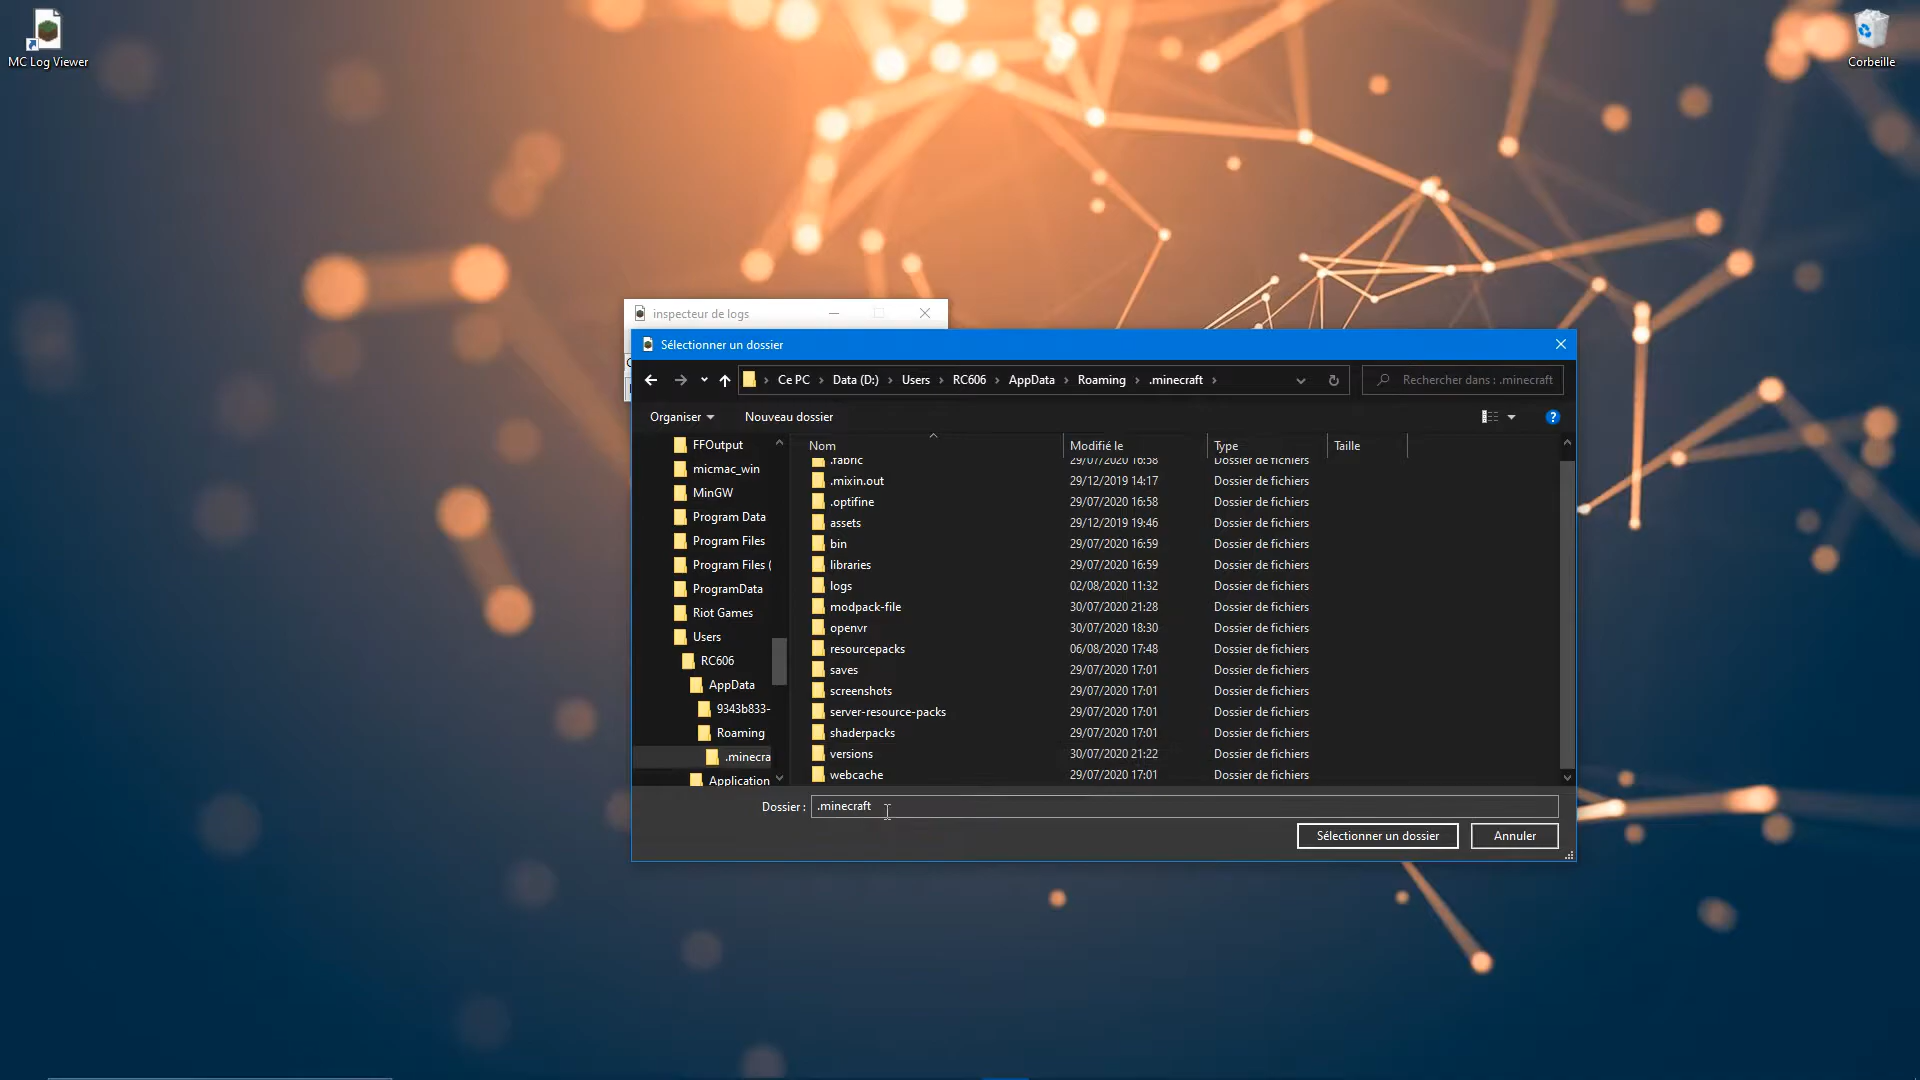 MC Log Viewer
Corbeille
inspecteur de logs
Sélectionner un dossier
Ce PC > Data (D:) > Users > RC606 > AppData > Roaming > .minecraft >
Rechercher dans : .minecraft
Organiser
Nouveau dossier
?
Nom
Modifié le
Type
Taille
FFOutput
micmac_win
MinGW
Program Data
Program Files
Program Files (
ProgramData
Riot Games
Users
RC606
AppData
9343b833-
Roaming
.minecra
Application
.fabric 29/07/2020 16:58 Dossier de fichiers
.mixin.out 29/12/2019 14:17 Dossier de fichiers
.optifine 29/07/2020 16:58 Dossier de fichiers
assets 29/12/2019 19:46 Dossier de fichiers
bin 29/07/2020 16:59 Dossier de fichiers
libraries 29/07/2020 16:59 Dossier de fichiers
logs 02/08/2020 11:32 Dossier de fichiers
modpack-file 30/07/2020 21:28 Dossier de fichiers
openvr 30/07/2020 18:30 Dossier de fichiers
resourcepacks 06/08/2020 17:48 Dossier de fichiers
saves 29/07/2020 17:01 Dossier de fichiers
screenshots 29/07/2020 17:01 Dossier de fichiers
server-resource-packs 29/07/2020 17:01 Dossier de fichiers
shaderpacks 29/07/2020 17:01 Dossier de fichiers
versions 30/07/2020 21:22 Dossier de fichiers
webcache 29/07/2020 17:01 Dossier de fichiers
Dossier : .minecraft
Sélectionner un dossier
Annuler